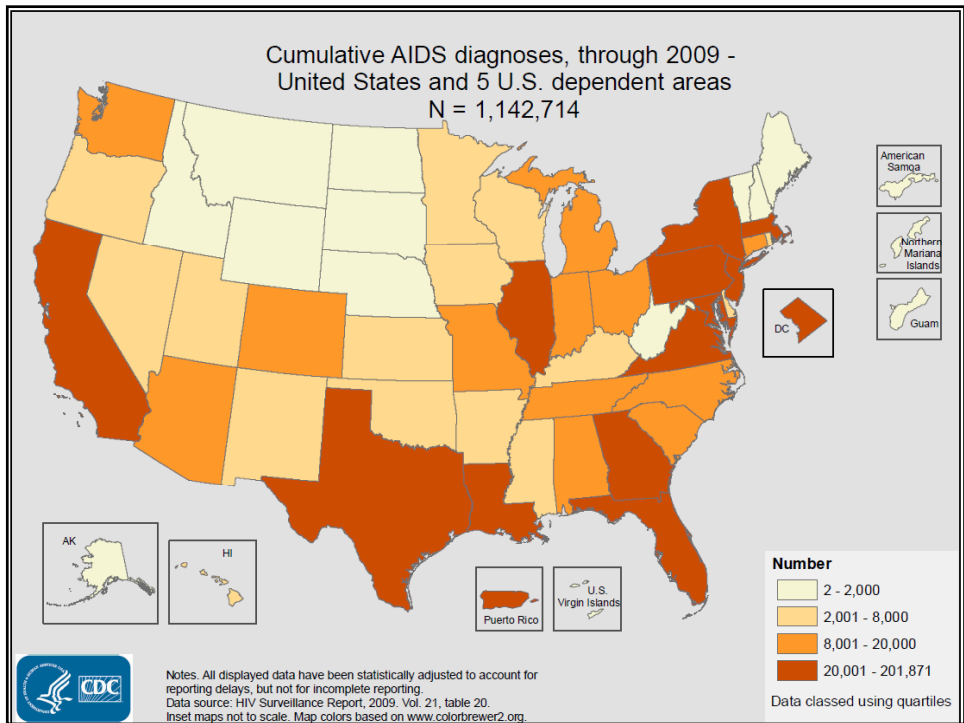 Cumulative AIDS diagnoses, through 2009 -
United States and 5 U.S. dependent areas
N = 1,142,714
American
Samoa
Northern
Mariana
Islands
Guam
DC
AK
HI
Puerto Rico
U.S.
Virgin Islands
Number
2 - 2,000
2,001 - 8,000
8,001 - 20,000
20,001 - 201,871
Data classed using quartiles
CDC
Notes. All displayed data have been statistically adjusted to account for
reporting delays, but not for incomplete reporting.
Data source: HIV Surveillance Report, 2009. Vol. 21, table 20.
Inset maps not to scale. Map colors based on www.colorbrewer2.org.